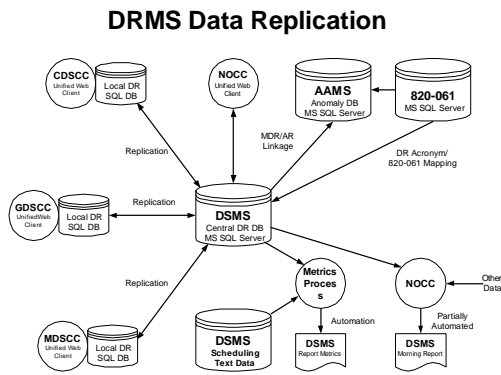 DRMS Data Replication
CDSCC
Unified Web
Client
Local DR
SQL DB
NOCC
Unified Web
Client
AAMS
Anomaly DB
MS SQL Server
820-061
MS SQL Server
MDR/AR
Linkage
Replication
DR Acronym/
820-061 Mapping
GDSCC
UnifiedWeb
Client
Local DR
SQL DB
Replication
DSMS
Central DR DB
MS SQL Server
Replication
Metrics
Proces
s
NOCC
Other
Data
MDSCC
Unified Web
Client
Local DR
SQL DB
DSMS
Scheduling
Text Data
Automation
Partially
Automated
DSMS
Report Metrics
DSMS
Morning Report